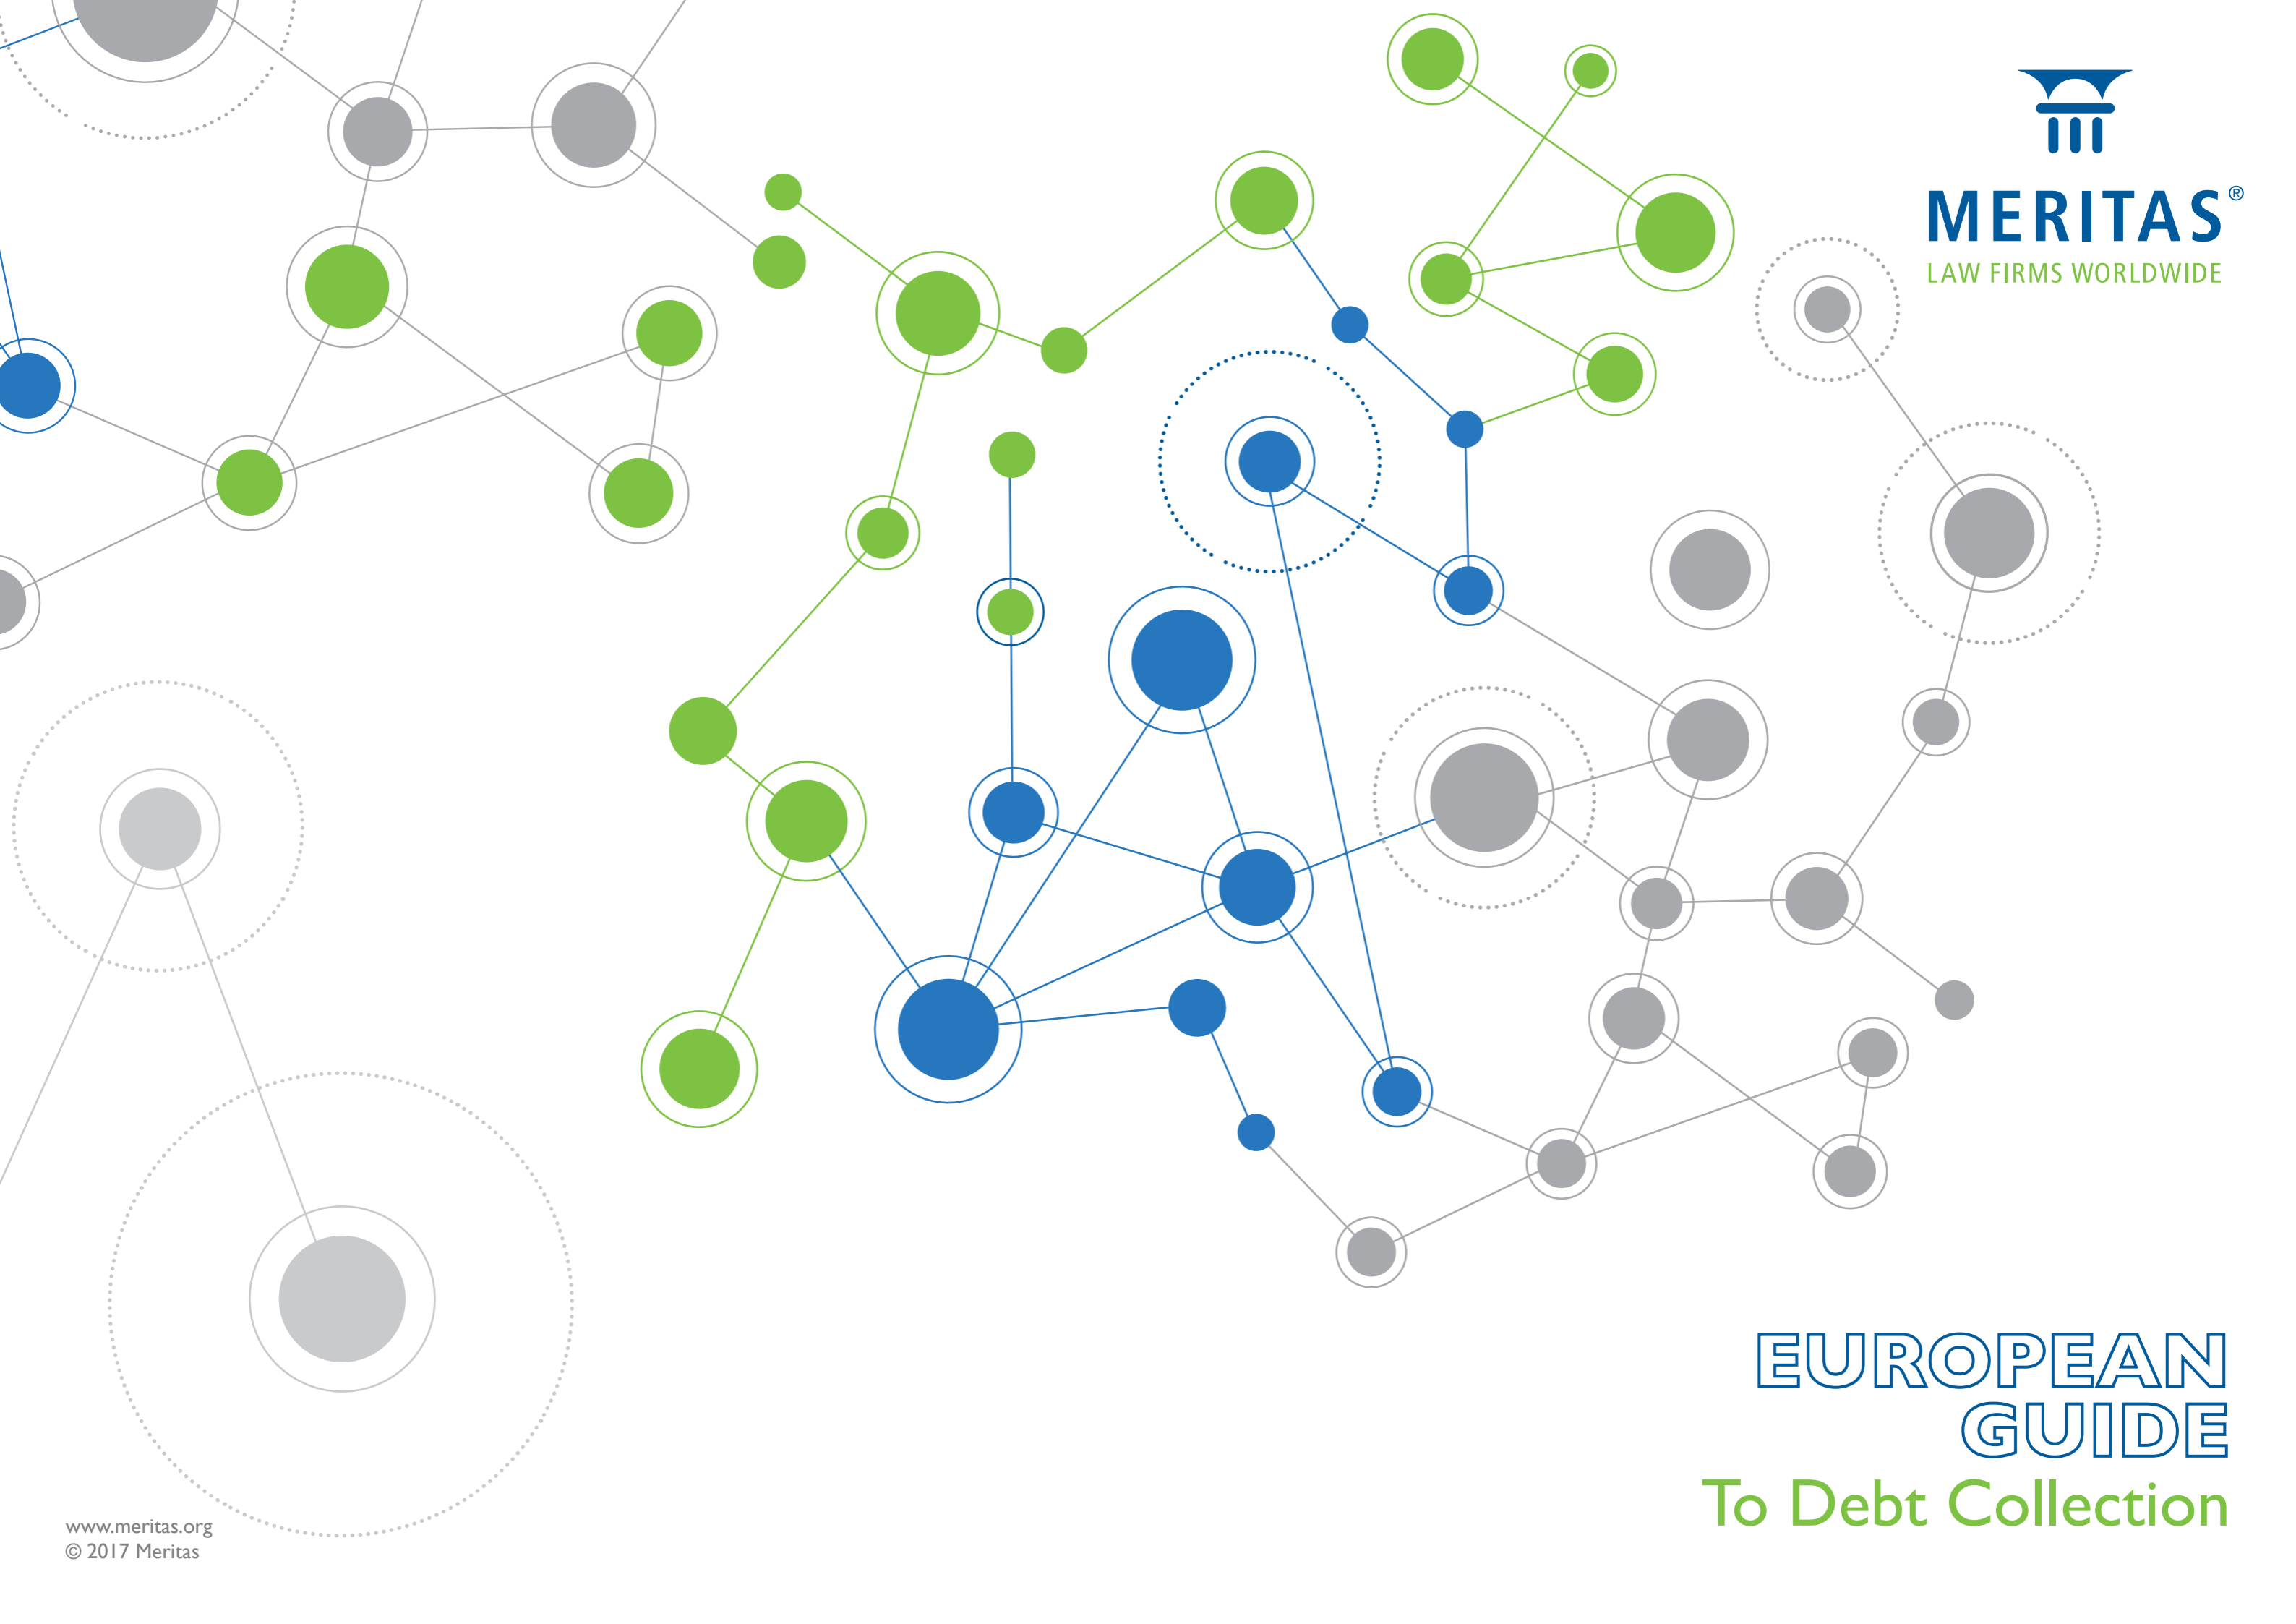 MERITAS®
LAW FIRMS WORLDWIDE
EUROPEAN
GUIDE
To Debt Collection
www.meritas.org
© 2017 Meritas